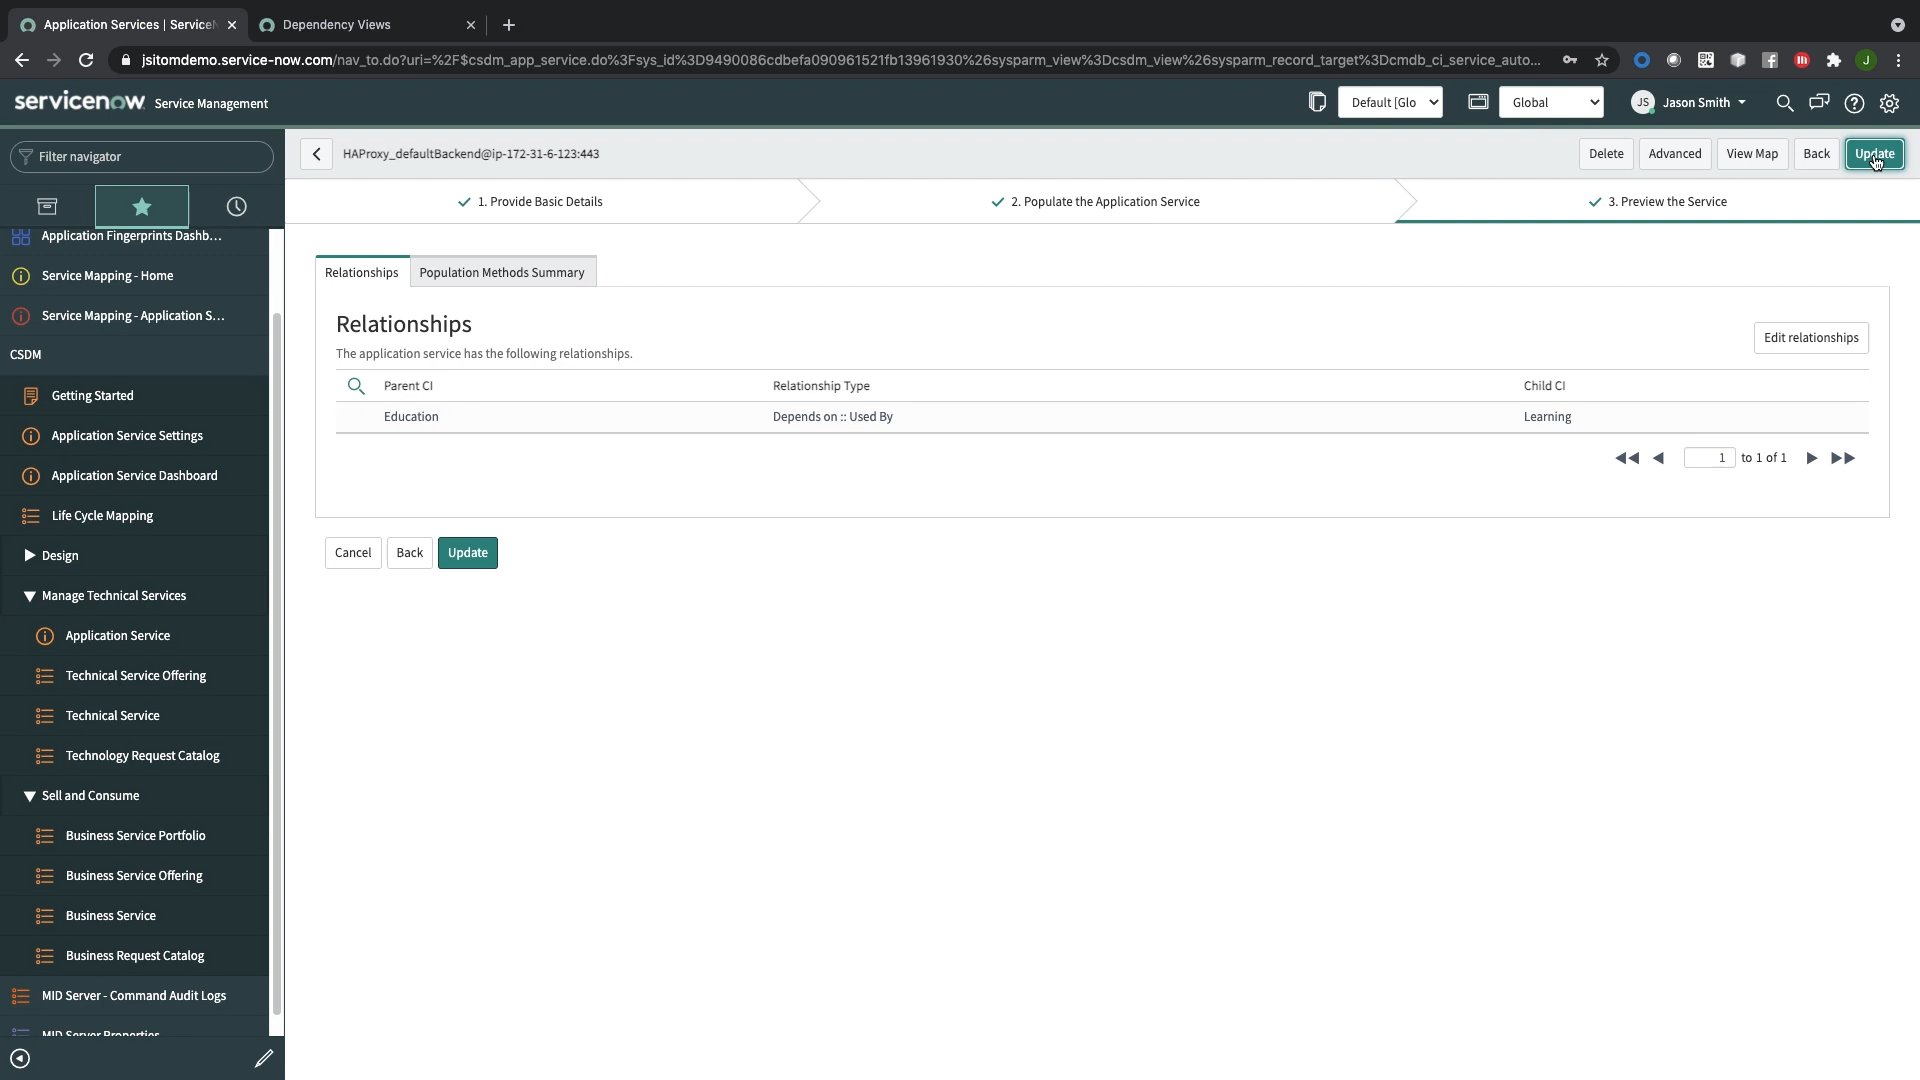 Application Services | ServiceN
Dependency Views
jsitomdemo.service-now.com/nav_to.do?uri=%2F$csdm_app_service.do%3Fsys_id%3D9490086cdbefa090961521fb13961930%26sysparm_view%3Dcsdm_view%26sysparm_record_target%3Dcmdb_ci_service_auto...
J
servicenow Service Management
Default [Glo
Global
JS Jason Smith
Filter navigator
HAProxy_defaultBackend@ip-172-31-6-123:443
Delete
Advanced
View Map
Back
Update
1. Provide Basic Details
2. Populate the Application Service
3. Preview the Service
Application Fingerprints Dashb...
Service Mapping - Home
Service Mapping - Application S...
CSDM
Getting Started
Application Service Settings
Application Service Dashboard
Life Cycle Mapping
Design
Manage Technical Services
Application Service
Technical Service Offering
Technical Service
Technology Request Catalog
Sell and Consume
Business Service Portfolio
Business Service Offering
Business Service
Business Request Catalog
MID Server - Command Audit Logs
MID Server Properties
Relationships
Population Methods Summary
Relationships
The application service has the following relationships.
Edit relationships
Parent CI Relationship Type Child CI
Education Depends on :: Used By Learning
1 to 1 of 1
Cancel
Back
Update